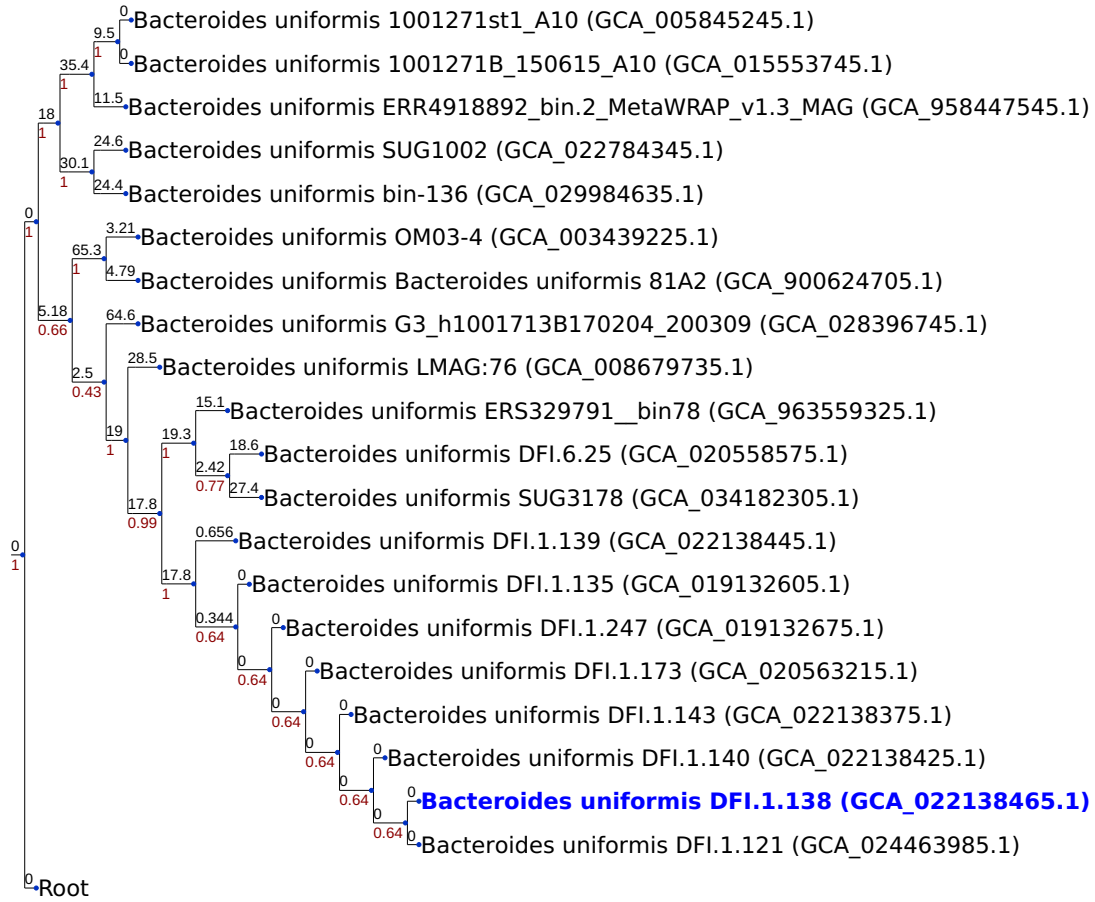 0
Bacteroides uniformis 1001271st1_A10 (GCA_005845245.1)
9.5
1
0
Bacteroides uniformis 1001271B_150615_A10 (GCA_015553745.1)
35.4
1
11.5
Bacteroides uniformis ERR4918892_bin.2_MetaWRAP_v1.3_MAG (GCA_958447545.1)
18
1
24.6
Bacteroides uniformis SUG1002 (GCA_022784345.1)
30.1
1
24.4
Bacteroides uniformis bin-136 (GCA_029984635.1)
0
1
3.21
Bacteroides uniformis OM03-4 (GCA_003439225.1)
65.3
1
4.79
Bacteroides uniformis Bacteroides uniformis 81A2 (GCA_900624705.1)
5.18
0.66
64.6
Bacteroides uniformis G3_h1001713B170204_200309 (GCA_028396745.1)
2.5
0.43
28.5
Bacteroides uniformis LMAG:76 (GCA_008679735.1)
19
1
15.1
Bacteroides uniformis ERS329791__bin78 (GCA_963559325.1)
19.3
1
18.6
Bacteroides uniformis DFI.6.25 (GCA_020558575.1)
2.42
0.77
27.4
Bacteroides uniformis SUG3178 (GCA_034182305.1)
17.8
0.99
0.656
Bacteroides uniformis DFI.1.139 (GCA_022138445.1)
0
1
17.8
1
0
Bacteroides uniformis DFI.1.135 (GCA_019132605.1)
0.344
0.64
0
Bacteroides uniformis DFI.1.247 (GCA_019132675.1)
0
0.64
0
Bacteroides uniformis DFI.1.173 (GCA_020563215.1)
0
0.64
0
Bacteroides uniformis DFI.1.143 (GCA_022138375.1)
0
0.64
0
Bacteroides uniformis DFI.1.140 (GCA_022138425.1)
0
0.64
0
Bacteroides uniformis DFI.1.138 (GCA_022138465.1)
0
0.64
0
Bacteroides uniformis DFI.1.121 (GCA_024463985.1)
0
Root